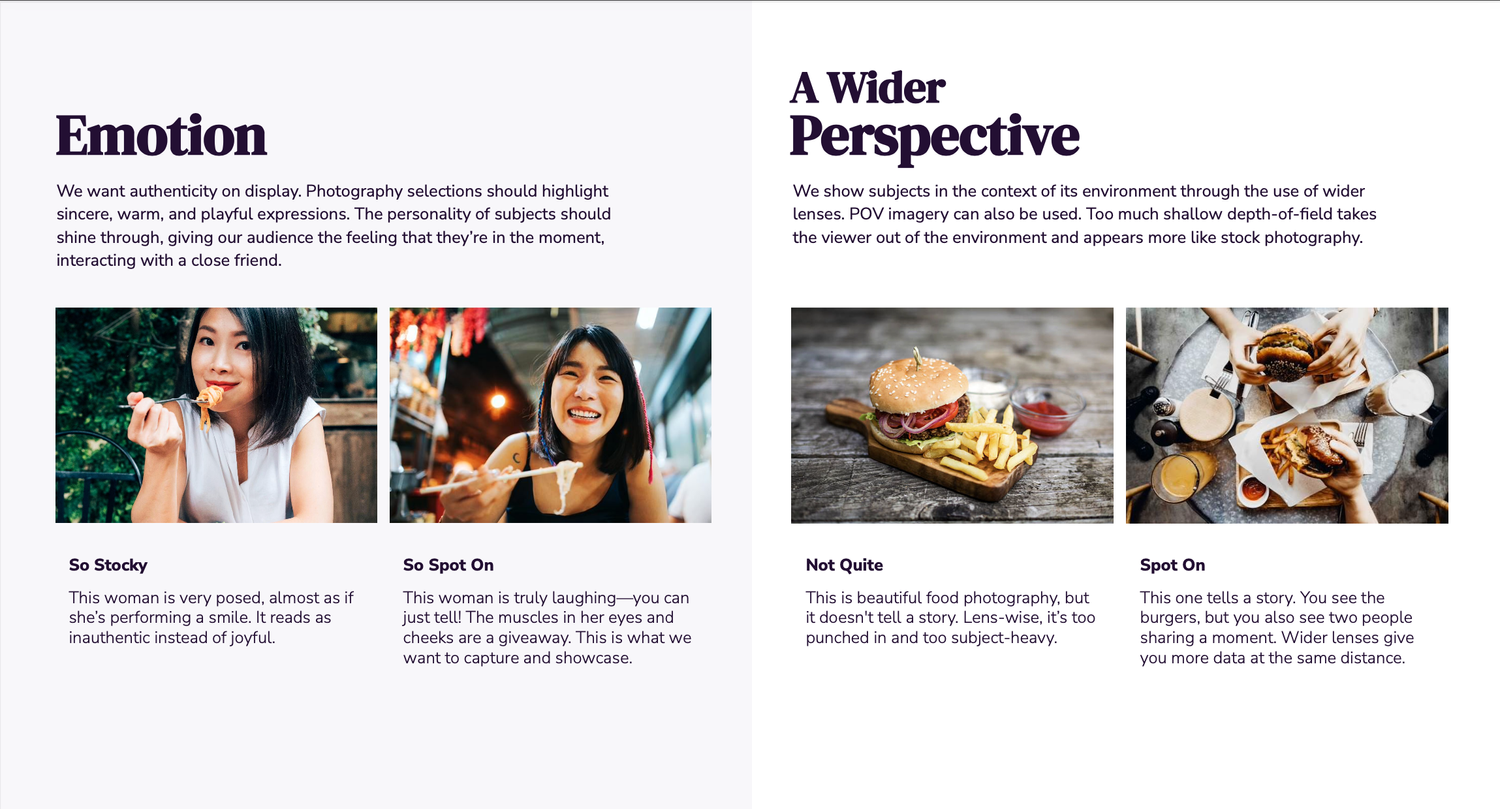 Emotion
We want authenticity on display. Photography selections should highlight
sincere, warm, and playful expressions. The personality of subjects should
shine through, giving our audience the feeling that they’re in the moment,
interacting with a close friend.
So Stocky
This woman is very posed, almost as if
she’s performing a smile. It reads as
inauthentic instead of joyful.
So Spot On
This woman is truly laughing—you can
just tell! The muscles in her eyes and
cheeks are a giveaway. This is what we
want to capture and showcase.
A Wider
Perspective
We show subjects in the context of its environment through the use of wider
lenses. POV imagery can also be used. Too much shallow depth-of-field takes
the viewer out of the environment and appears more like stock photography.
Not Quite
This is beautiful food photography, but
it doesn't tell a story. Lens-wise, it’s too
punched in and too subject-heavy.
Spot On
This one tells a story. You see the
burgers, but you also see two people
sharing a moment. Wider lenses give
you more data at the same distance.